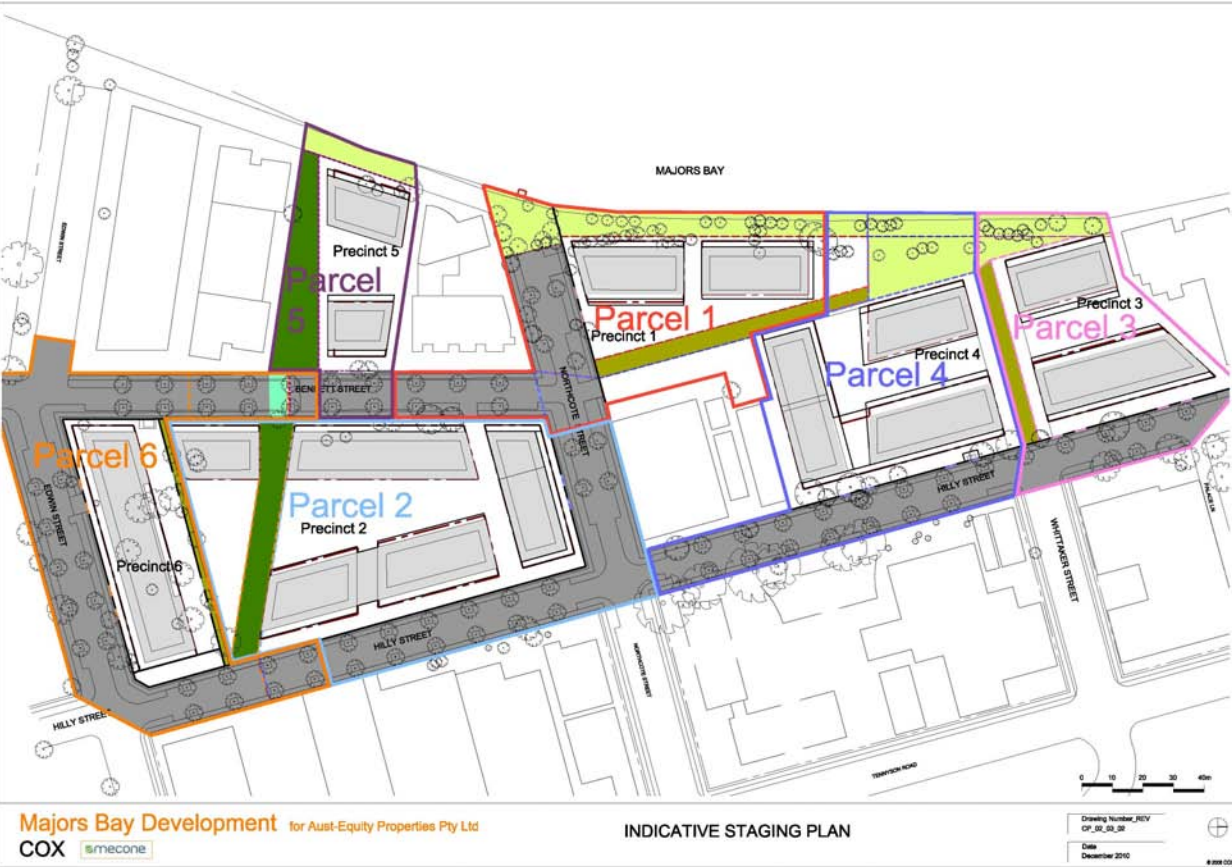 MAJORS BAY
EDWIN STREET
Precinct 5
Parcel
5
Precinct 3
Parcel 1
Precinct 1
Parcel 3
Precinct 4
Parcel 4
BENNETT STREET
NORTHCOTE STREET
Parcel 6
HILLY STREET
EDWIN STREET
Parcel 2
Precinct 2
WHITTAKER STREET
Precinct 6
HILLY STREET
NORTHCOTE STREET
HILLY STREET
TENNYSON ROAD
0 10 20 30 40m
Majors Bay Development for Aust-Equity Properties Pty Ltd
COX mecone
INDICATIVE STAGING PLAN
Drawing Number_REV
CP_02_03_02
Date
December 2010